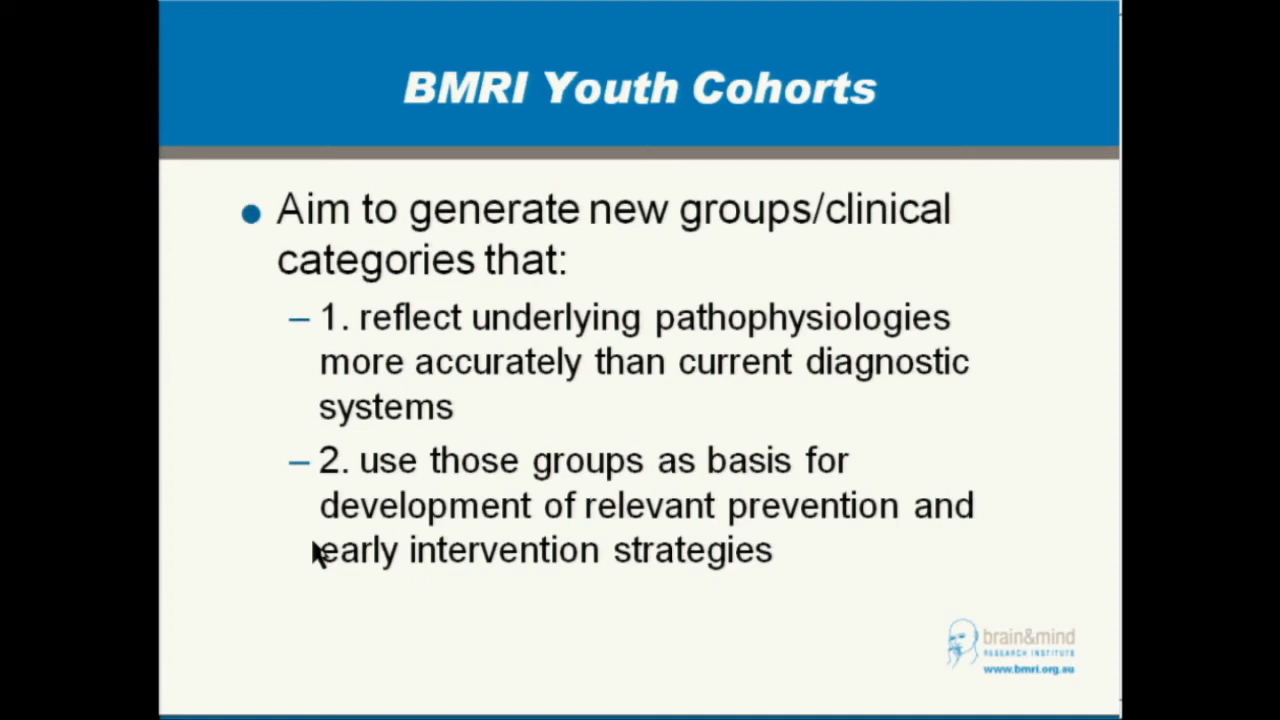 BMRI Youth Cohorts
Aim to generate new groups/clinical
categories that:
– 1. reflect underlying pathophysiologies
more accurately than current diagnostic
systems
– 2. use those groups as basis for
development of relevant prevention and
early intervention strategies
brain&mind
RESEARCH INSTITUTE
www.bmri.org.au